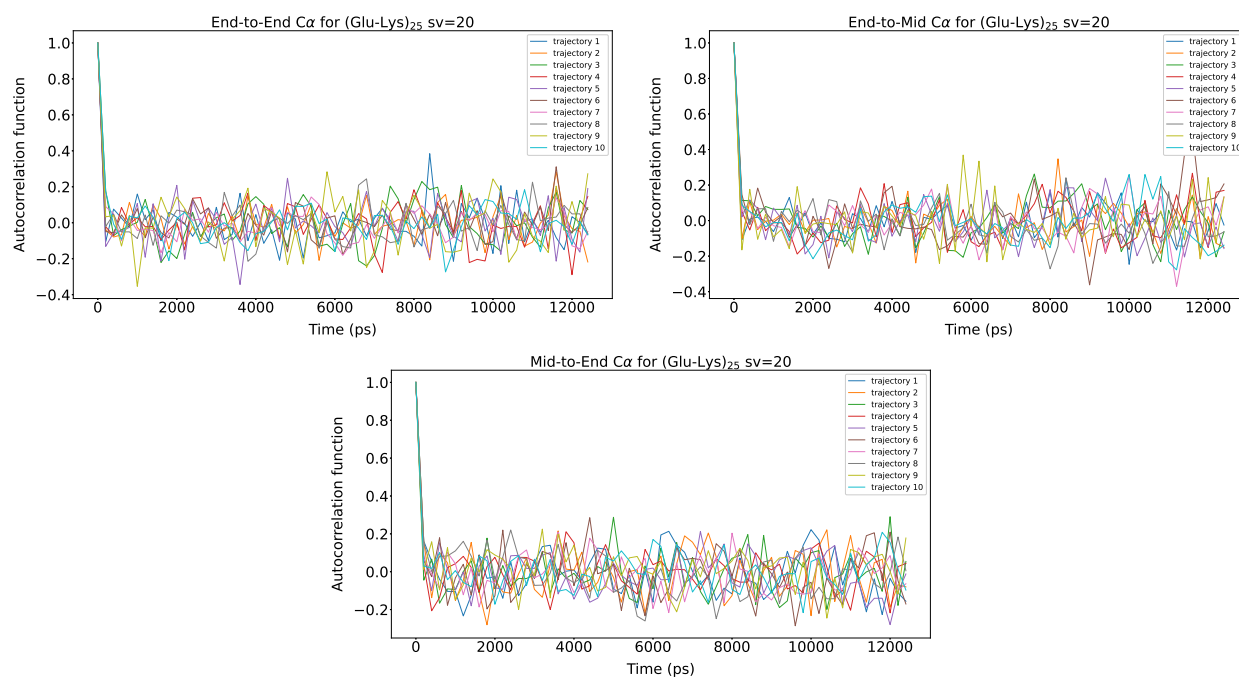 End-to-End Cα for (Glu-Lys)₂₅ sv=20
Autocorrelation function
1.0
0.8
0.6
0.4
0.2
0.0
−0.2
−0.4
trajectory 1
trajectory 2
trajectory 3
trajectory 4
trajectory 5
trajectory 6
trajectory 7
trajectory 8
trajectory 9
trajectory 10
0 2000 4000 6000 8000 10000 12000
Time (ps)
End-to-Mid Cα for (Glu-Lys)₂₅ sv=20
Autocorrelation function
1.0
0.8
0.6
0.4
0.2
0.0
−0.2
−0.4
trajectory 1
trajectory 2
trajectory 3
trajectory 4
trajectory 5
trajectory 6
trajectory 7
trajectory 8
trajectory 9
trajectory 10
0 2000 4000 6000 8000 10000 12000
Time (ps)
Mid-to-End Cα for (Glu-Lys)₂₅ sv=20
Autocorrelation function
1.0
0.8
0.6
0.4
0.2
0.0
−0.2
trajectory 1
trajectory 2
trajectory 3
trajectory 4
trajectory 5
trajectory 6
trajectory 7
trajectory 8
trajectory 9
trajectory 10
0 2000 4000 6000 8000 10000 12000
Time (ps)